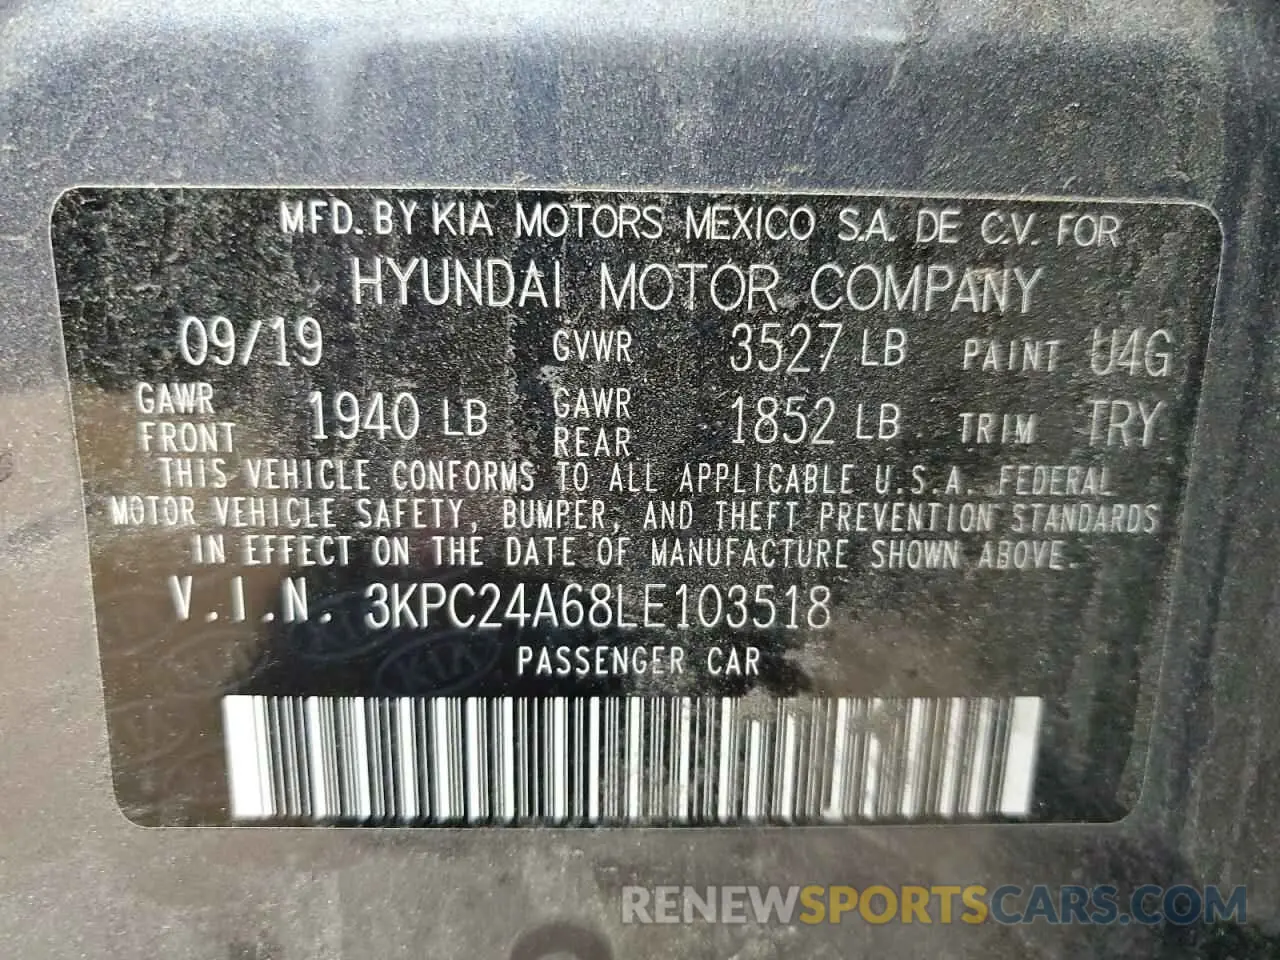 MFD. BY KIA MOTORS MEXICO S.A. DE C.V. FOR
HYUNDAI MOTOR COMPANY
09/19 GVWR 3527 LB PAINT U4G
GAWR FRONT 1940 LB GAWR REAR 1852 LB TRIM TRY
THIS VEHICLE CONFORMS TO ALL APPLICABLE U.S.A. FEDERAL
MOTOR VEHICLE SAFETY, BUMPER, AND THEFT PREVENTION STANDARDS
IN EFFECT ON THE DATE OF MANUFACTURE SHOWN ABOVE.
V.I.N. 3KPC24A68LE103518
KIA KIA
PASSENGER CAR
RENEWSPORTSCARS.COM